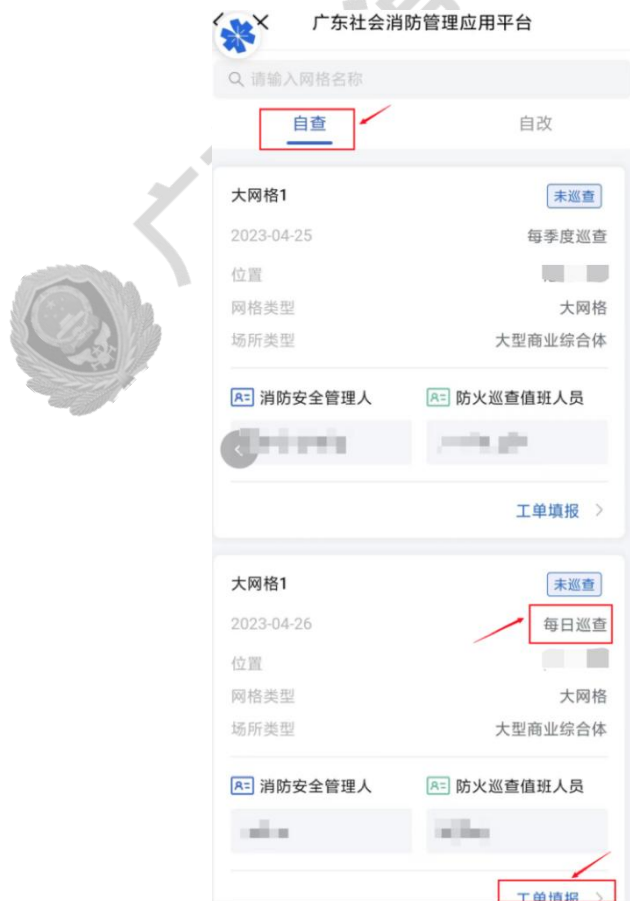 广东社会消防管理应用平台
请输入网格名称
自查 自改
大网格1 未巡查
2023-04-25 每季度巡查
位置
网格类型 大网格
场所类型 大型商业综合体
消防安全管理人 防火巡查值班人员
工单填报
大网格1 未巡查
2023-04-26 每日巡查
位置
网格类型 大网格
场所类型 大型商业综合体
消防安全管理人 防火巡查值班人员
工单填报